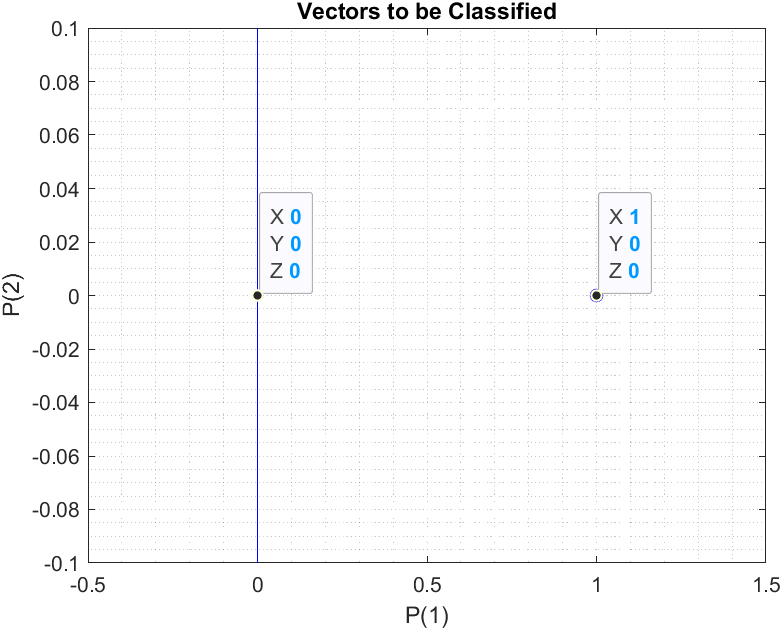 Vectors to be Classified
0.1
0.08
0.06
0.04
0.02
0
-0.02
-0.04
-0.06
-0.08
-0.1
P(2)
X 0
Y 0
Z 0
X 1
Y 0
Z 0
-0.5
0
0.5
1
1.5
P(1)